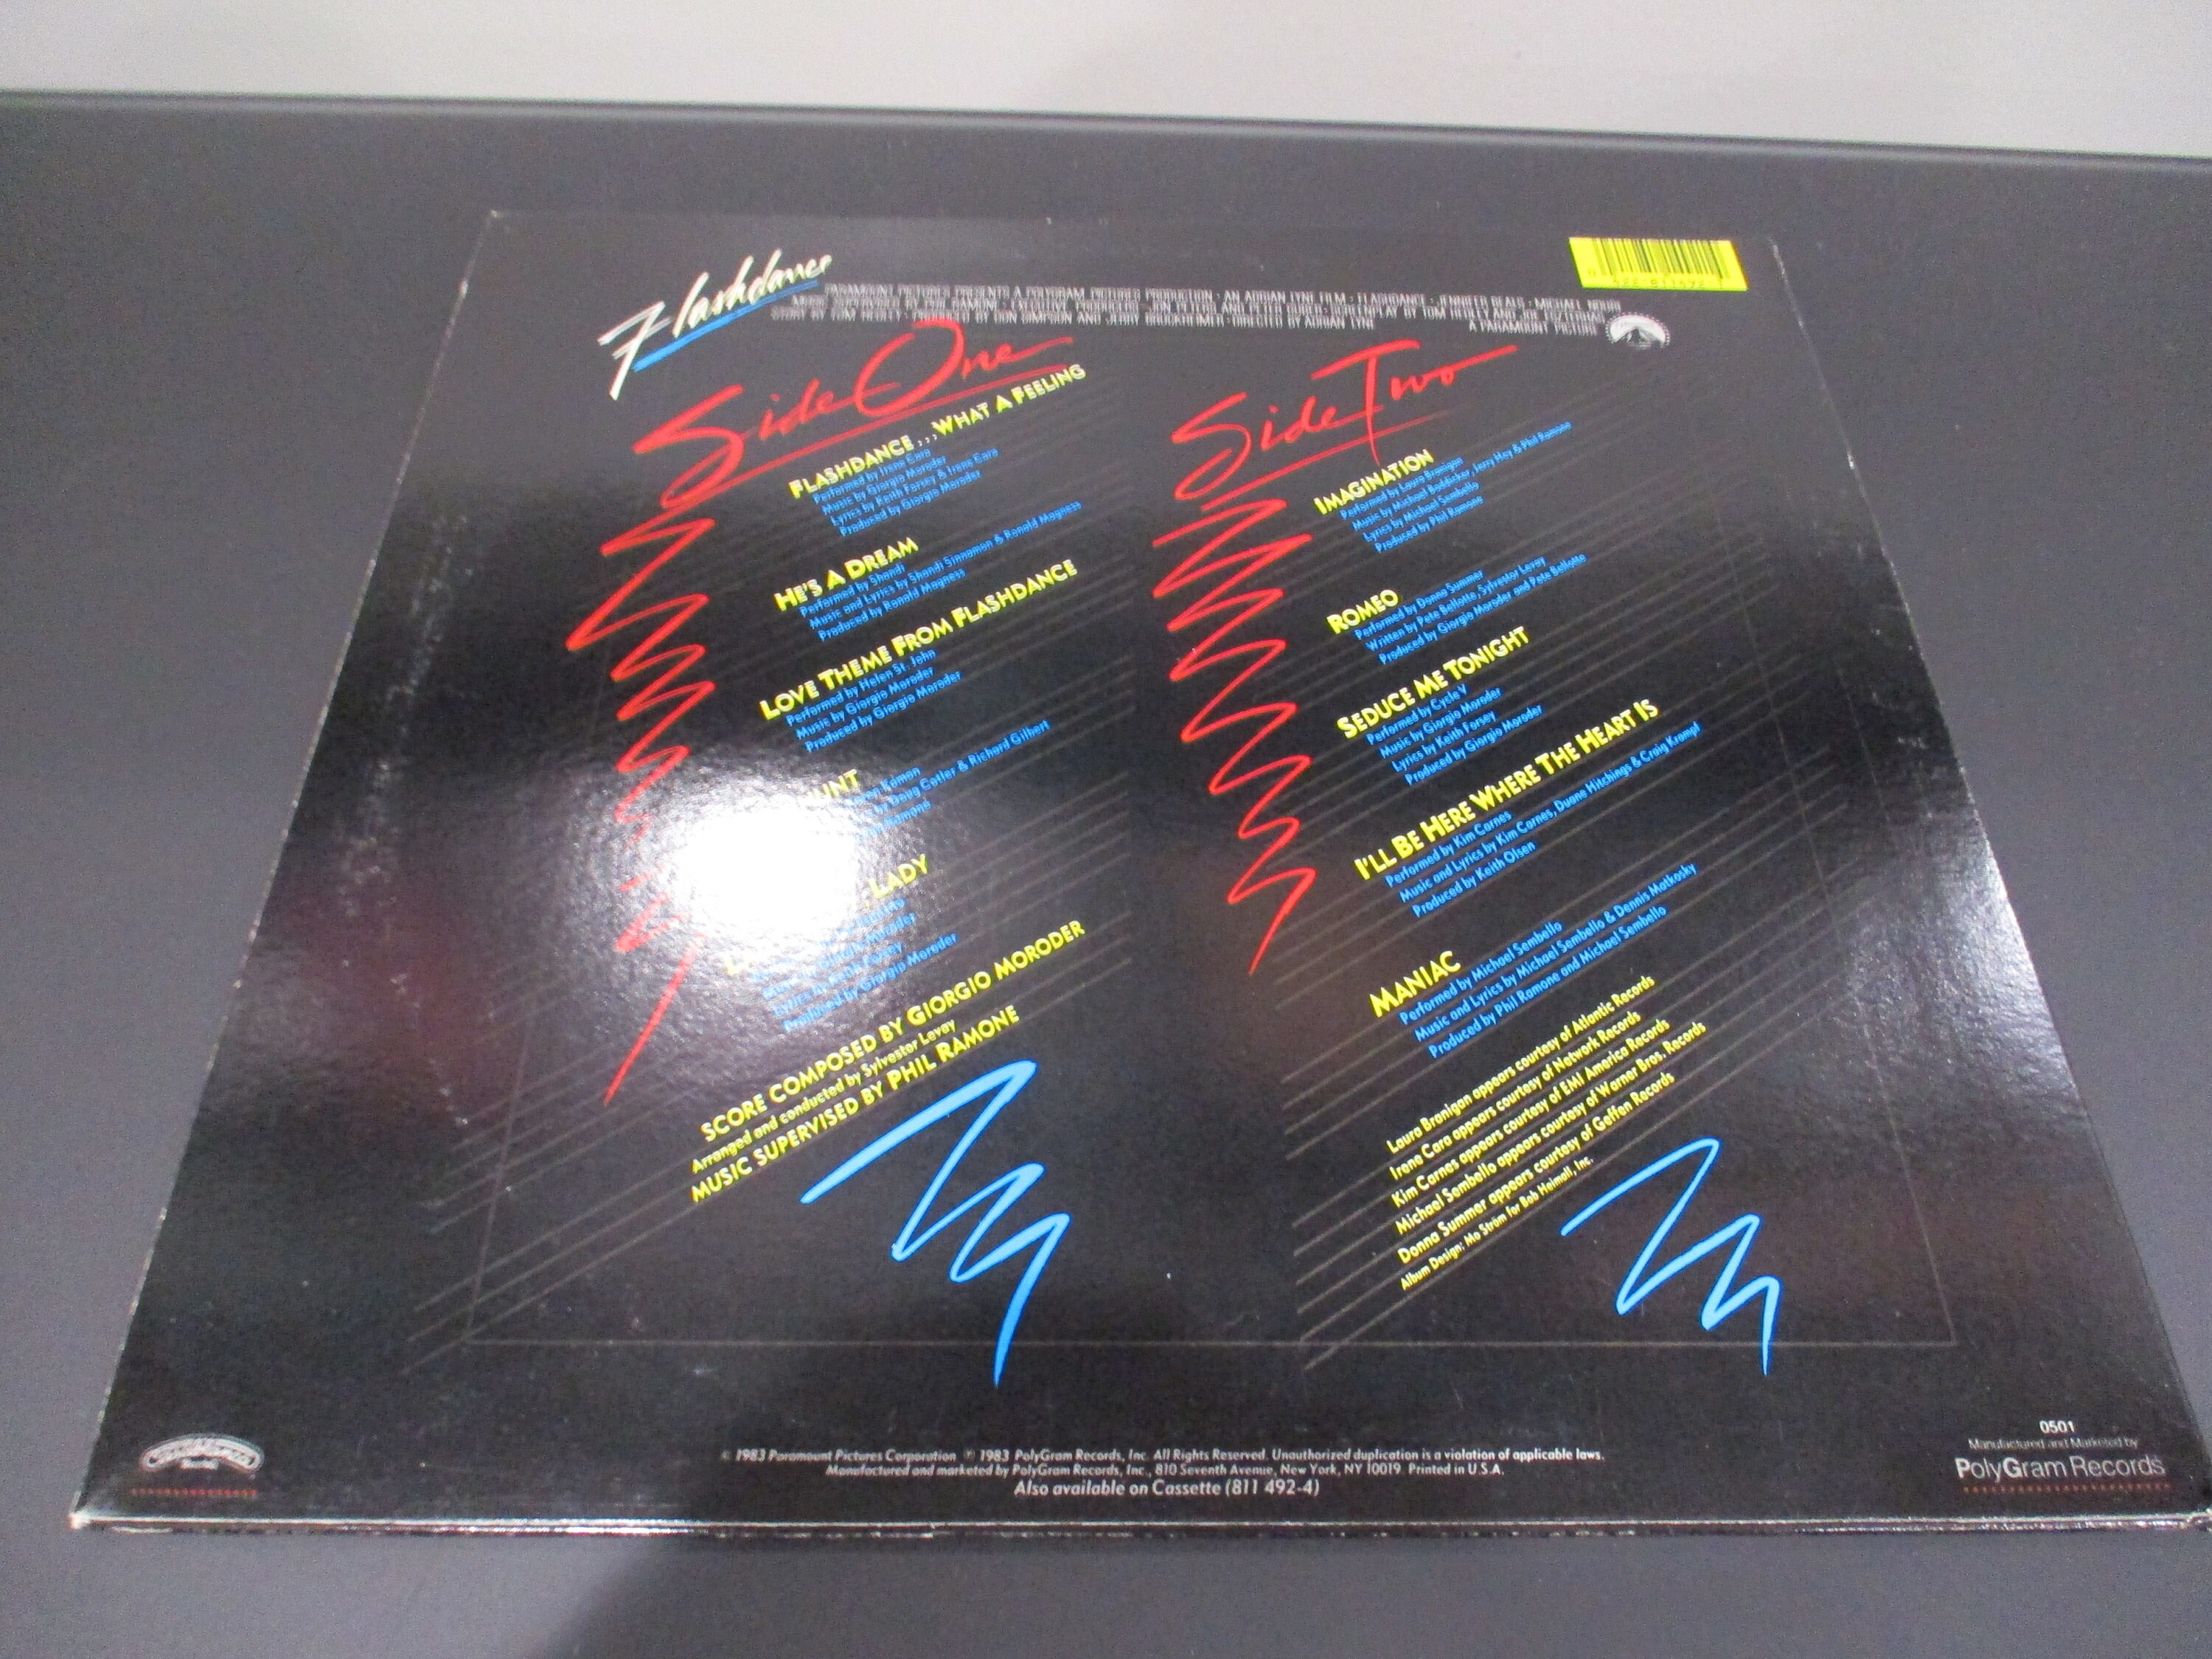 Flashdance
PARAMOUNT PICTURES PRESENTS A POLYGRAM PICTURES PRODUCTION · AN ADRIAN LYNE FILM · FLASHDANCE · JENNIFER BEALS · MICHAEL NOURI
A PARAMOUNT PICTURE
Side One
FLASHDANCE...WHAT A FEELING
Performed by Irene Cara
Music by Giorgio Moroder
Lyrics by Keith Forsey & Irene Cara
Produced by Giorgio Moroder
HE'S A DREAM
Performed by Shandi
Music and Lyrics by Shandi Sinnamon & Ronald Magness
Produced by Ronald Magness
LOVE THEME FROM FLASHDANCE
Performed by Helen St. John
Music by Giorgio Moroder
Produced by Giorgio Moroder
Kamon
Doug Cotler & Richard Gilbert
Ramone
LADY
Moroder
Produced by Giorgio Moroder
SCORE COMPOSED BY GIORGIO MORODER
Arranged and conducted by Sylvester Levay
MUSIC SUPERVISED BY PHIL RAMONE
Side Two
IMAGINATION
Performed by Laura Branigan
Music by Michael Boddicker, Jerry Hey & Phil Ramone
Lyrics by Michael Sembello
Produced by Phil Ramone
ROMEO
Performed by Donna Summer
Written by Pete Bellotte, Sylvester Levay
Produced by Giorgio Moroder and Pete Bellotte
SEDUCE ME TONIGHT
Performed by Cycle V
Music by Giorgio Moroder
Lyrics by Keith Forsey
Produced by Giorgio Moroder
I'LL BE HERE WHERE THE HEART IS
Performed by Kim Carnes
Music and Lyrics by Kim Carnes, Duane Hitchings & Craig Krampf
Produced by Keith Olsen
MANIAC
Performed by Michael Sembello
Music and Lyrics by Michael Sembello & Dennis Matkosky
Produced by Phil Ramone and Michael Sembello
Laura Branigan appears courtesy of Atlantic Records
Irene Cara appears courtesy of Network Records
Kim Carnes appears courtesy of EMI America Records
Michael Sembello appears courtesy of Warner Bros. Records
Donna Summer appears courtesy of Geffen Records
Album Design: Mo Ström for Bob Heimall, Inc.
© 1983 Paramount Pictures Corporation ℗ 1983 PolyGram Records, Inc. All Rights Reserved. Unauthorized duplication is a violation of applicable laws.
Manufactured and marketed by PolyGram Records, Inc., 810 Seventh Avenue, New York, NY 10019. Printed in U.S.A.
Also available on Cassette (811 492-4)
Casablanca
Records
0501
Manufactured and Marketed by
PolyGram Records